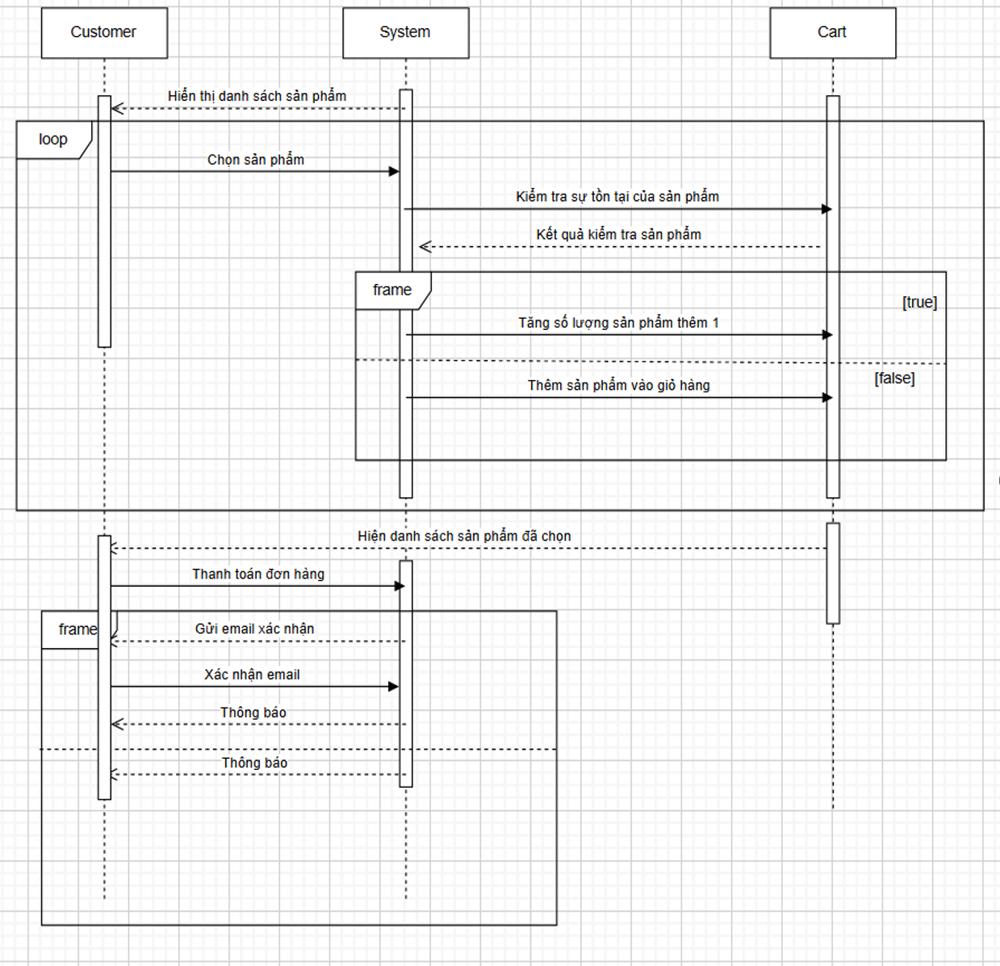 Customer
System
Cart
Hiển thị danh sách sản phẩm
loop
Chọn sản phẩm
Kiểm tra sự tồn tại của sản phẩm
Kết quả kiểm tra sản phẩm
frame
[true]
Tăng số lượng sản phẩm thêm 1
[false]
Thêm sản phẩm vào giỏ hàng
Hiện danh sách sản phẩm đã chọn
Thanh toán đơn hàng
frame
Gửi email xác nhận
Xác nhận email
Thông báo
Thông báo